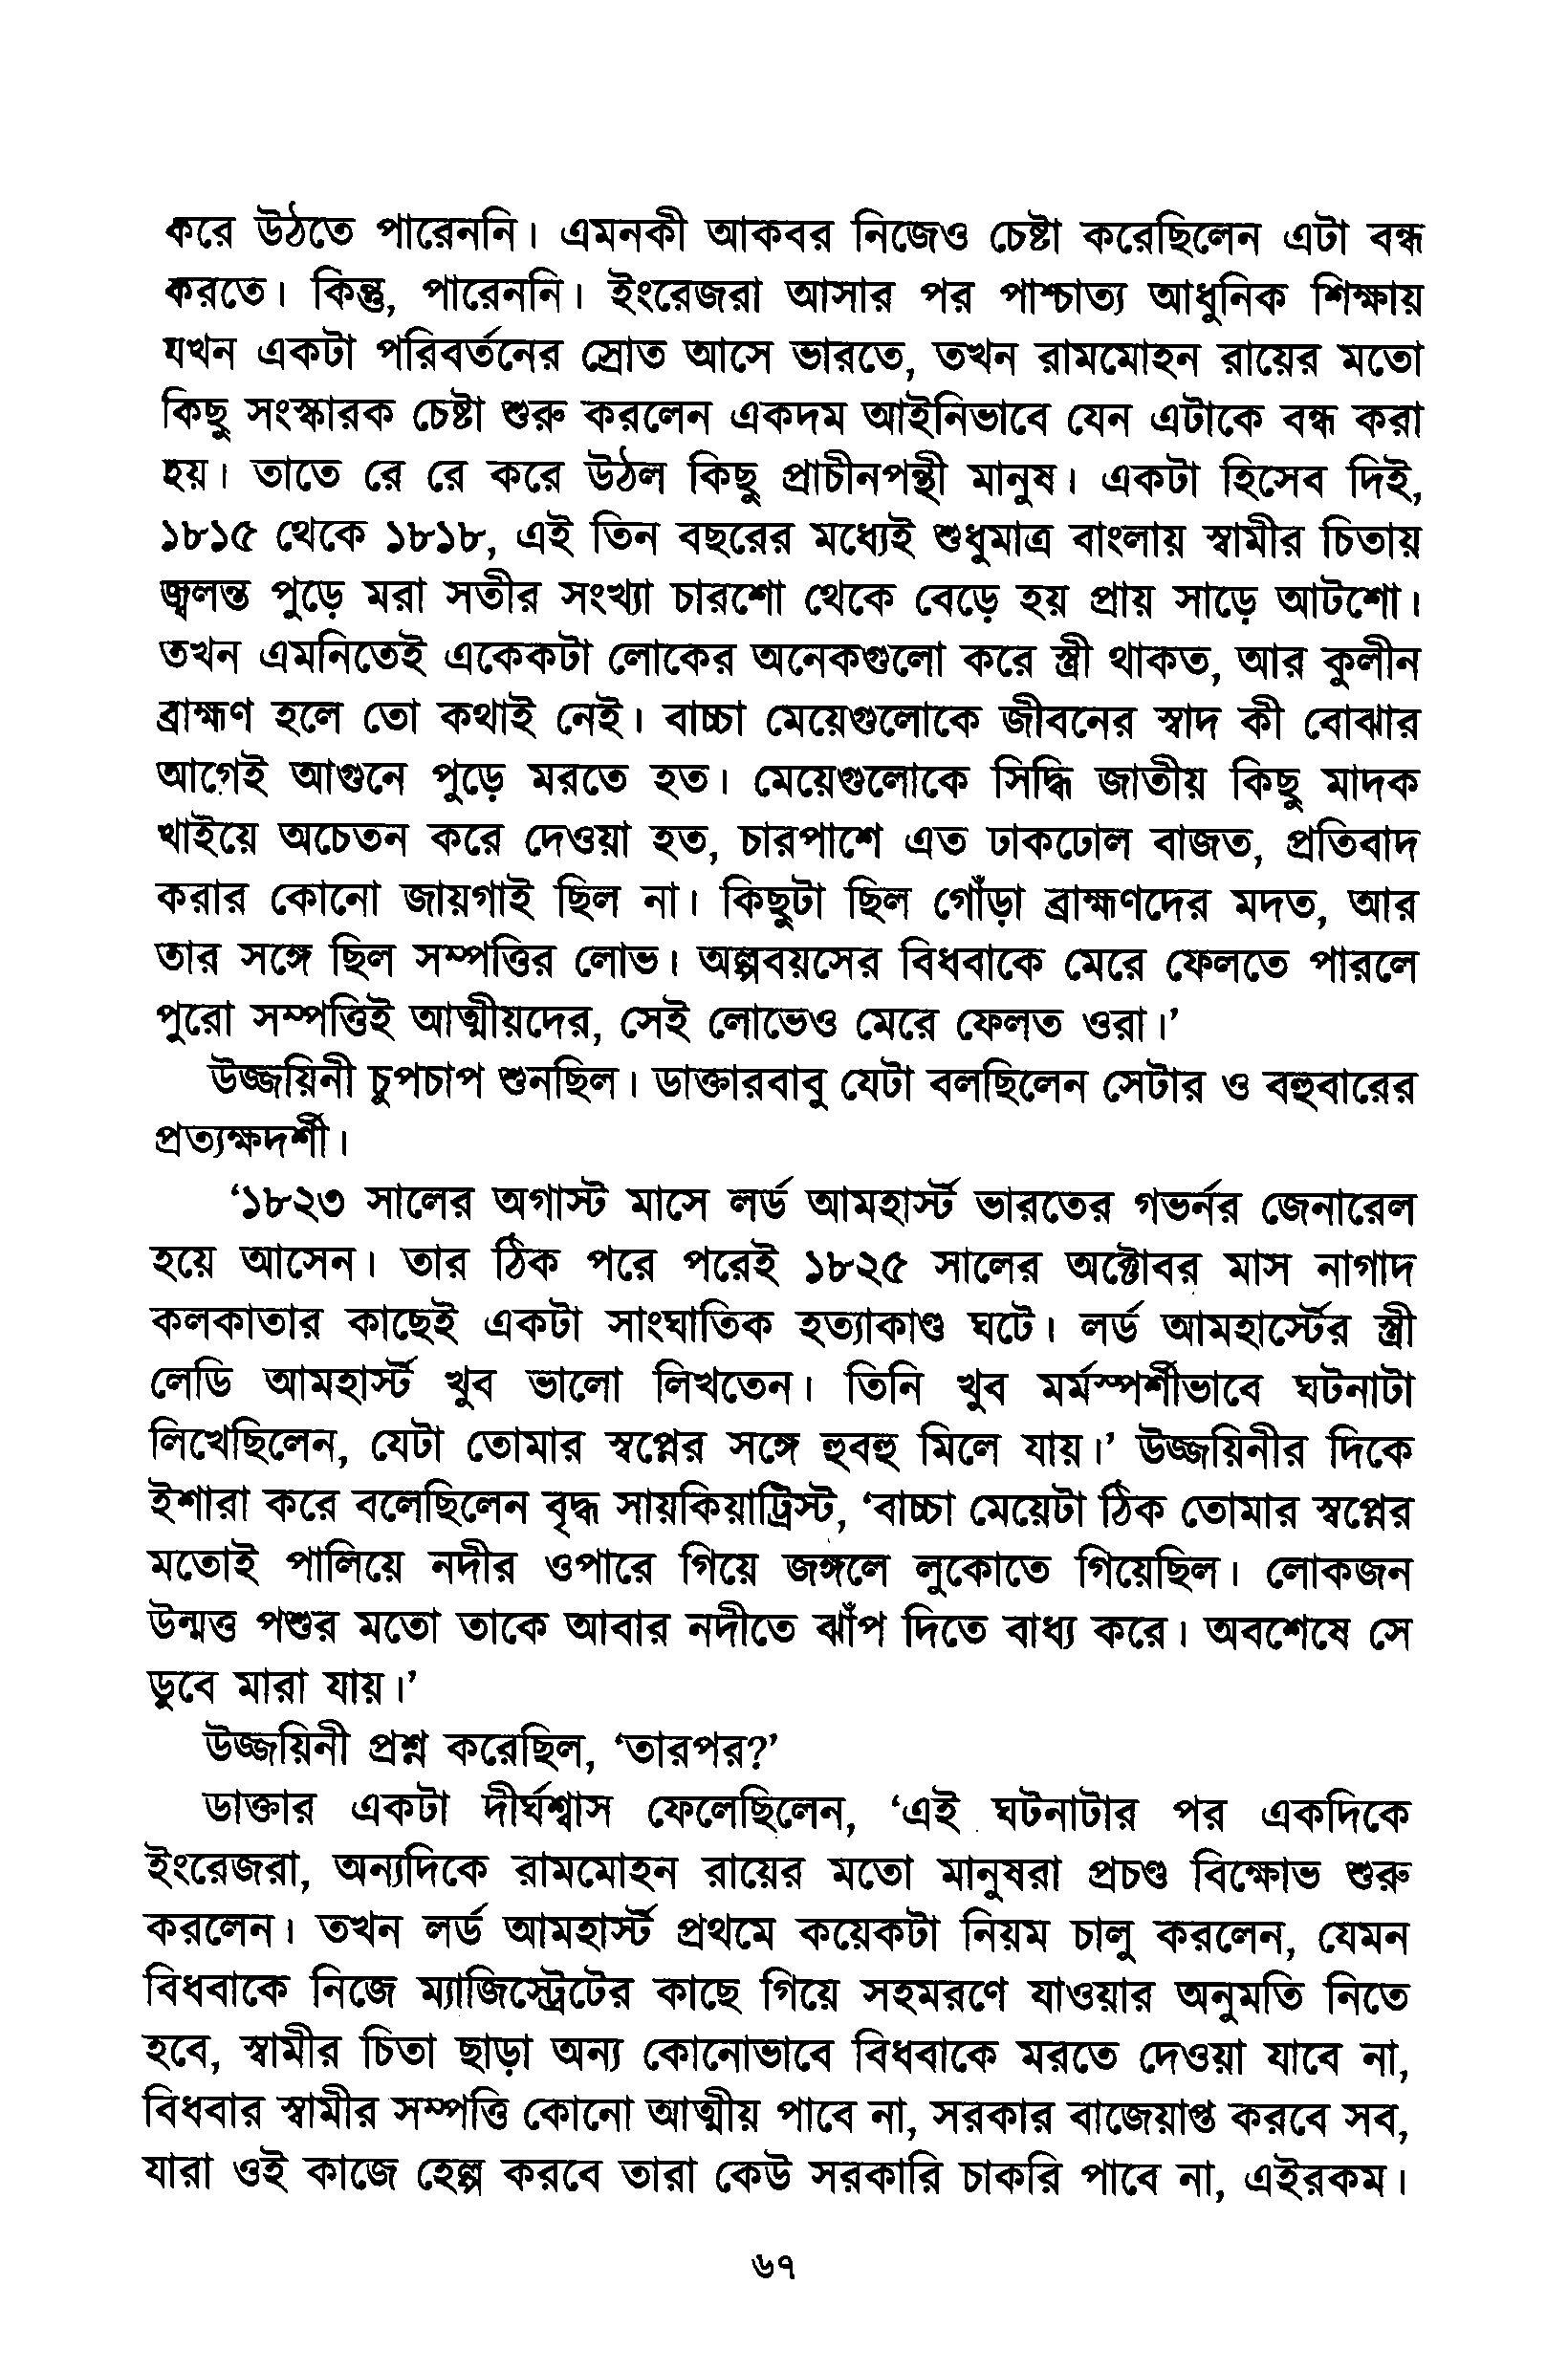 করে উঠতে পারেননি। এমনকী আকবর নিজেও চেষ্টা করেছিলেন এটা বন্ধ
করতে। কিন্তু, পারেননি। ইংরেজরা আসার পর পাশ্চাত্য আধুনিক শিক্ষায়
যখন একটা পরিবর্তনের স্রোত আসে ভারতে, তখন রামমোহন রায়ের মতো
কিছু সংস্কারক চেষ্টা শুরু করলেন একদম আইনিভাবে যেন এটাকে বন্ধ করা
হয়। তাতে রে রে করে উঠল কিছু প্রাচীনপন্থী মানুষ। একটা হিসেব দিই,
১৮১৫ থেকে ১৮১৮, এই তিন বছরের মধ্যেই শুধুমাত্র বাংলায় স্বামীর চিতায়
জ্বলন্ত পুড়ে মরা সতীর সংখ্যা চারশো থেকে বেড়ে হয় প্রায় সাড়ে আটশো।
তখন এমনিতেই একেকটা লোকের অনেকগুলো করে স্ত্রী থাকত, আর কুলীন
ব্রাহ্মণ হলে তো কথাই নেই। বাচ্চা মেয়েগুলোকে জীবনের স্বাদ কী বোঝার
আগেই আগুনে পুড়ে মরতে হত। মেয়েগুলোকে সিদ্ধি জাতীয় কিছু মাদক
খাইয়ে অচেতন করে দেওয়া হত, চারপাশে এত ঢাকঢোল বাজত, প্রতিবাদ
করার কোনো জায়গাই ছিল না। কিছুটা ছিল গোঁড়া ব্রাহ্মণদের মদত, আর
তার সঙ্গে ছিল সম্পত্তির লোভ। অল্পবয়সের বিধবাকে মেরে ফেলতে পারলে
পুরো সম্পত্তিই আত্মীয়দের, সেই লোভেও মেরে ফেলত ওরা।’
উজ্জয়িনী চুপচাপ শুনছিল। ডাক্তারবাবু যেটা বলছিলেন সেটার ও বহুবারের
প্রত্যক্ষদর্শী।
‘১৮২৩ সালের অগাস্ট মাসে লর্ড আমহার্স্ট ভারতের গভর্নর জেনারেল
হয়ে আসেন। তার ঠিক পরে পরেই ১৮২৫ সালের অক্টোবর মাস নাগাদ
কলকাতার কাছেই একটা সাংঘাতিক হত্যাকাণ্ড ঘটে। লর্ড আমহার্স্টের স্ত্রী
লেডি আমহার্স্ট খুব ভালো লিখতেন। তিনি খুব মর্মস্পর্শীভাবে ঘটনাটা
লিখেছিলেন, যেটা তোমার স্বপ্নের সঙ্গে হুবহু মিলে যায়।’ উজ্জয়িনীর দিকে
ইশারা করে বলেছিলেন বৃদ্ধ সায়কিয়াট্রিস্ট, ‘বাচ্চা মেয়েটা ঠিক তোমার স্বপ্নের
মতোই পালিয়ে নদীর ওপারে গিয়ে জঙ্গলে লুকোতে গিয়েছিল। লোকজন
উন্মত্ত পশুর মতো তাকে আবার নদীতে ঝাঁপ দিতে বাধ্য করে। অবশেষে সে
ডুবে মারা যায়।’
উজ্জয়িনী প্রশ্ন করেছিল, ‘তারপর?’
ডাক্তার একটা দীর্ঘশ্বাস ফেলেছিলেন, ‘এই ঘটনাটার পর একদিকে
ইংরেজরা, অন্যদিকে রামমোহন রায়ের মতো মানুষরা প্রচণ্ড বিক্ষোভ শুরু
করলেন। তখন লর্ড আমহার্স্ট প্রথমে কয়েকটা নিয়ম চালু করলেন, যেমন
বিধবাকে নিজে ম্যাজিস্ট্রেটের কাছে গিয়ে সহমরণে যাওয়ার অনুমতি নিতে
হবে, স্বামীর চিতা ছাড়া অন্য কোনোভাবে বিধবাকে মরতে দেওয়া যাবে না,
বিধবার স্বামীর সম্পত্তি কোনো আত্মীয় পাবে না, সরকার বাজেয়াপ্ত করবে সব,
যারা ওই কাজে হেল্প করবে তারা কেউ সরকারি চাকরি পাবে না, এইরকম।
৬৭